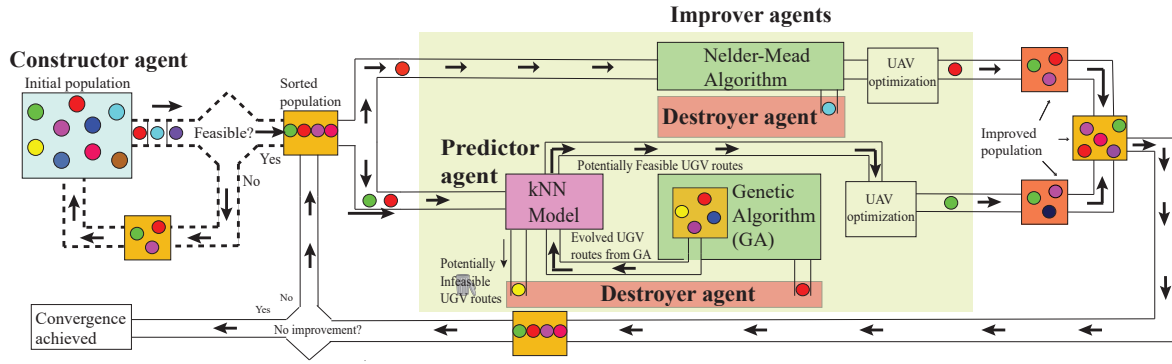 Improver agents
Constructor agent
Initial population
Sorted
population
Feasible?
Yes
No
Nelder-Mead
Algorithm
UAV
optimization
Destroyer agent
Improved
population
Predictor
agent
Potentially Feasible UGV routes
kNN
Model
Genetic
Algorithm
(GA)
UAV
optimization
Evolved UGV
routes from GA
Potentially
Infeasible
UGV routes
Destroyer agent
No
Yes
No improvement?
Convergence
achieved